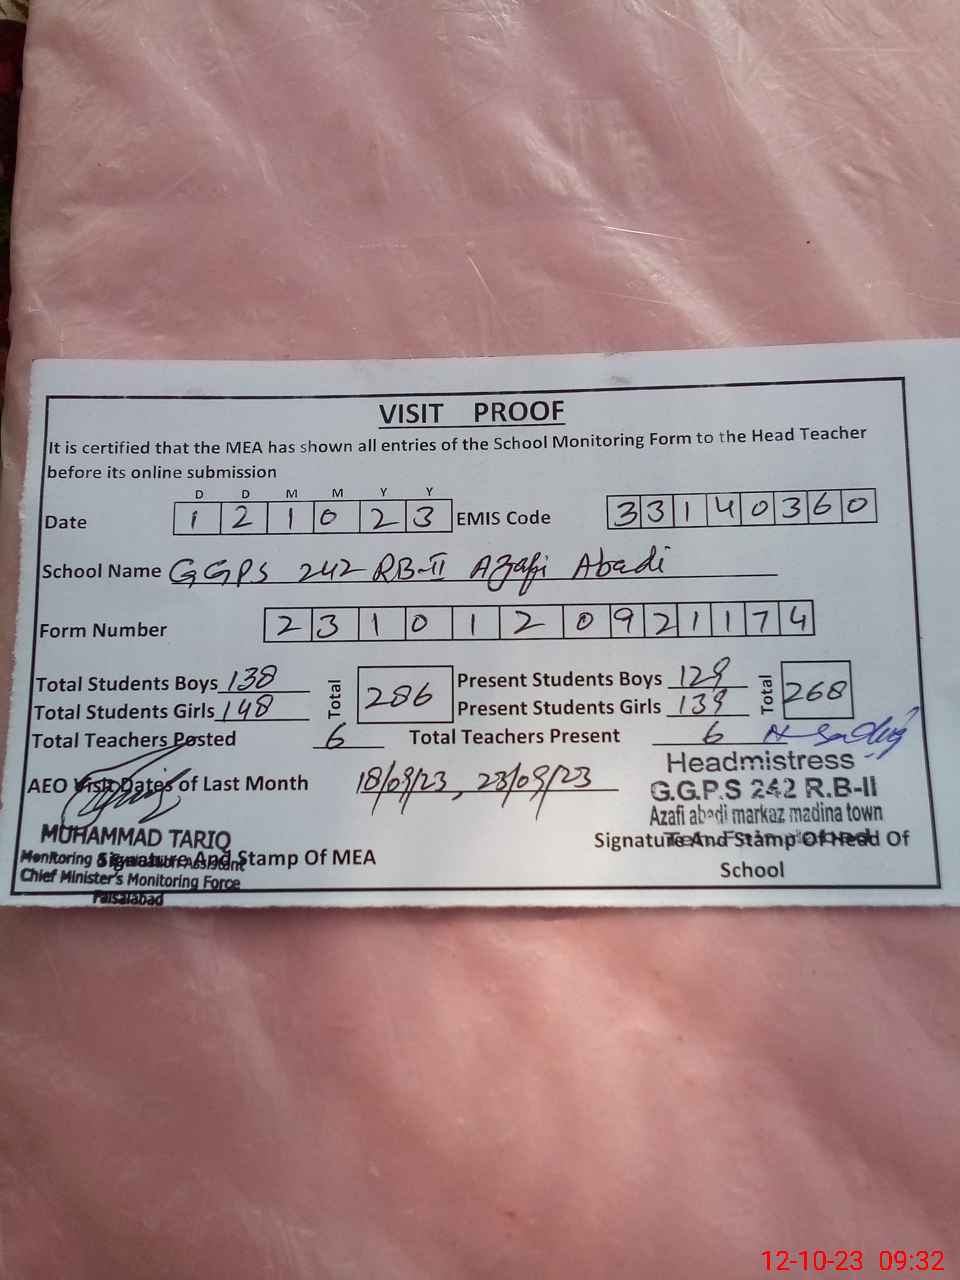 VISIT PROOF
It is certified that the MEA has shown all entries of the School Monitoring Form to the Head Teacher
before its online submission
D D M M Y Y
Date 1 2 1 0 2 3 EMIS Code 3 3 1 4 0 3 6 0
School Name GGPS 242 RB-II Azafi Abadi
Form Number 2 3 1 0 1 2 0 9 2 1 1 7 4
Total Students Boys 138 Total 286 Present Students Boys 129 Total 268
Total Students Girls 148 Present Students Girls 139
Total Teachers Posted 6 Total Teachers Present 6
AEO Visit Dates of Last Month 18/09/23, 23/09/23
Headmistress
G.G.P.S 242 R.B-II
Azafi abadi markaz madina town
MUHAMMAD TARIQ
Monitoring
Signature And Stamp Of MEA
Chief Minister's Monitoring Force
Faisalabad
Signature And Stamp Of Head Of
School
12-10-23 09:32